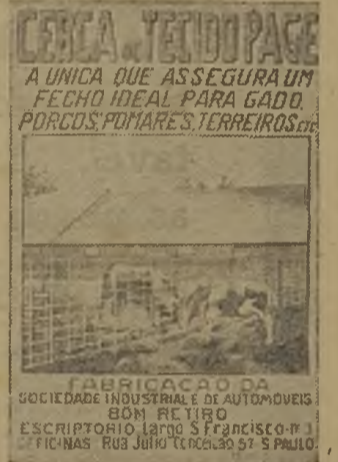 CERCA DE TECIDO PAGE
A UNICA QUE ASSEGURA UM
FECHO IDEAL PARA GADO,
PORCOS, POMARES, TERREIROS ETC
FABRICAÇÃO DA
SOCIEDADE INDUSTRIAL E DE AUTOMOVEIS
BOM RETIRO
ESCRIPTORIO Largo S Francisco nº 3
OFFICINAS Rua Julio Conceição 57 S PAULO